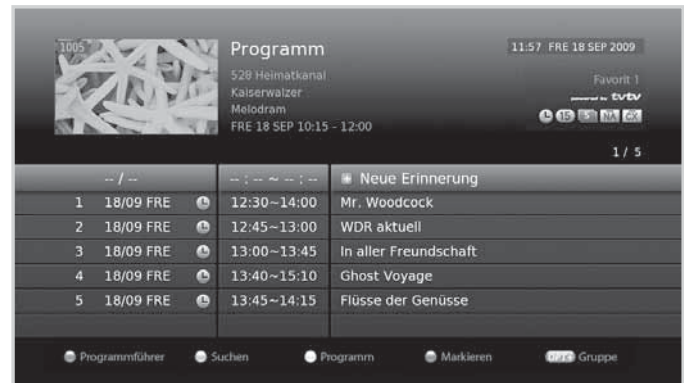 1005
Programm
11:57 FRE 18 SEP 2009
528 Heimatkanal
Kaiserwalzer
Melodram
FRE 18 SEP 10:15 - 12:00
Favorit 1
tvtv
15 S NA CX
1 / 5
-- / -- -- : -- ~ -- : -- Neue Erinnerung
1 18/09 FRE 12:30~14:00 Mr. Woodcock
2 18/09 FRE 12:45~13:00 WDR aktuell
3 18/09 FRE 13:00~13:45 In aller Freundschaft
4 18/09 FRE 13:40~15:10 Ghost Voyage
5 18/09 FRE 13:45~14:15 Flüsse der Genüsse
Programmführer Suchen Programm Markieren Gruppe